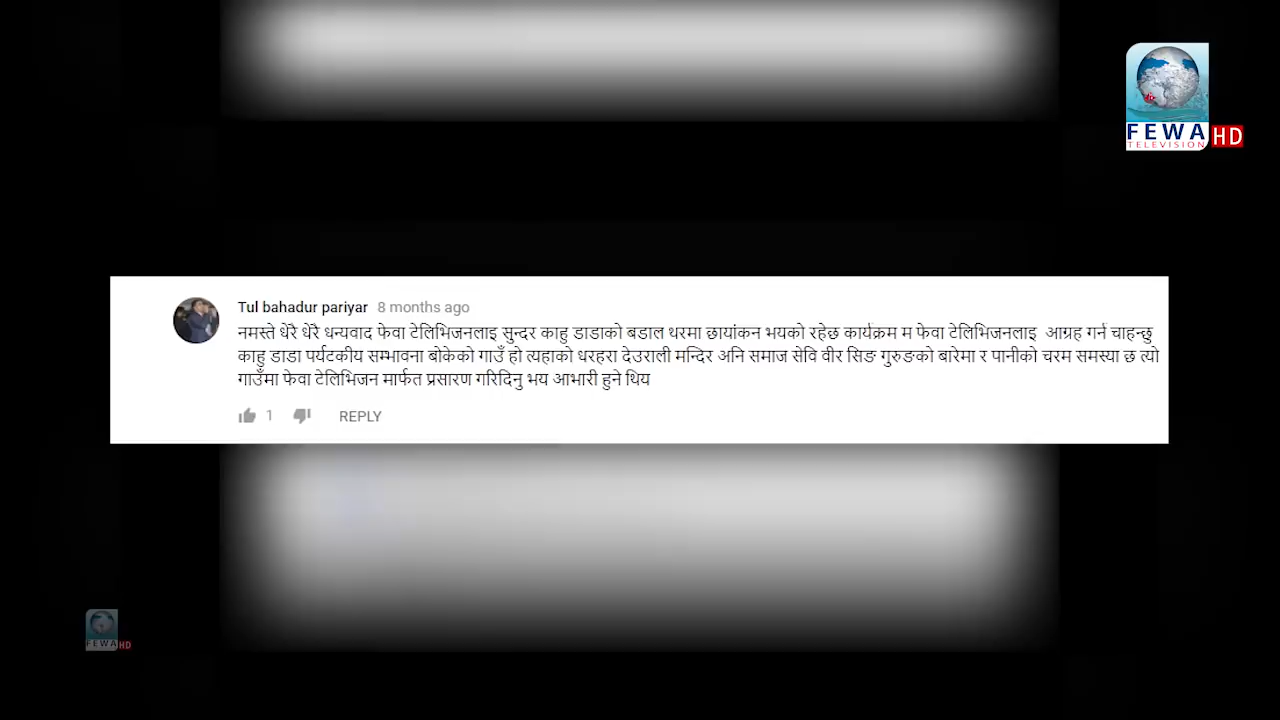 FEWA HD
TELEVISION
Tul bahadur pariyar 8 months ago
नमस्ते धेरै धेरै धन्यवाद फेवा टेलिभिजनलाइ सुन्दर काहु डाडाको बडाल थरमा छायांकन भयको रहेछ कार्यक्रम म फेवा टेलिभिजनलाइ आग्रह गर्न चाहन्छु
काहु डाडा पर्यटकीय सम्भावना बोकेको गाउँ हो त्यहाको धरहरा देउराली मन्दिर अनि समाज सेवि वीर सिङ गुरुङको बारेमा र पानीको चरम समस्या छ त्यो
गाउँमा फेवा टेलिभिजन मार्फत प्रसारण गरिदिनु भय आभारी हुने थिय
1 REPLY
FEWA HD